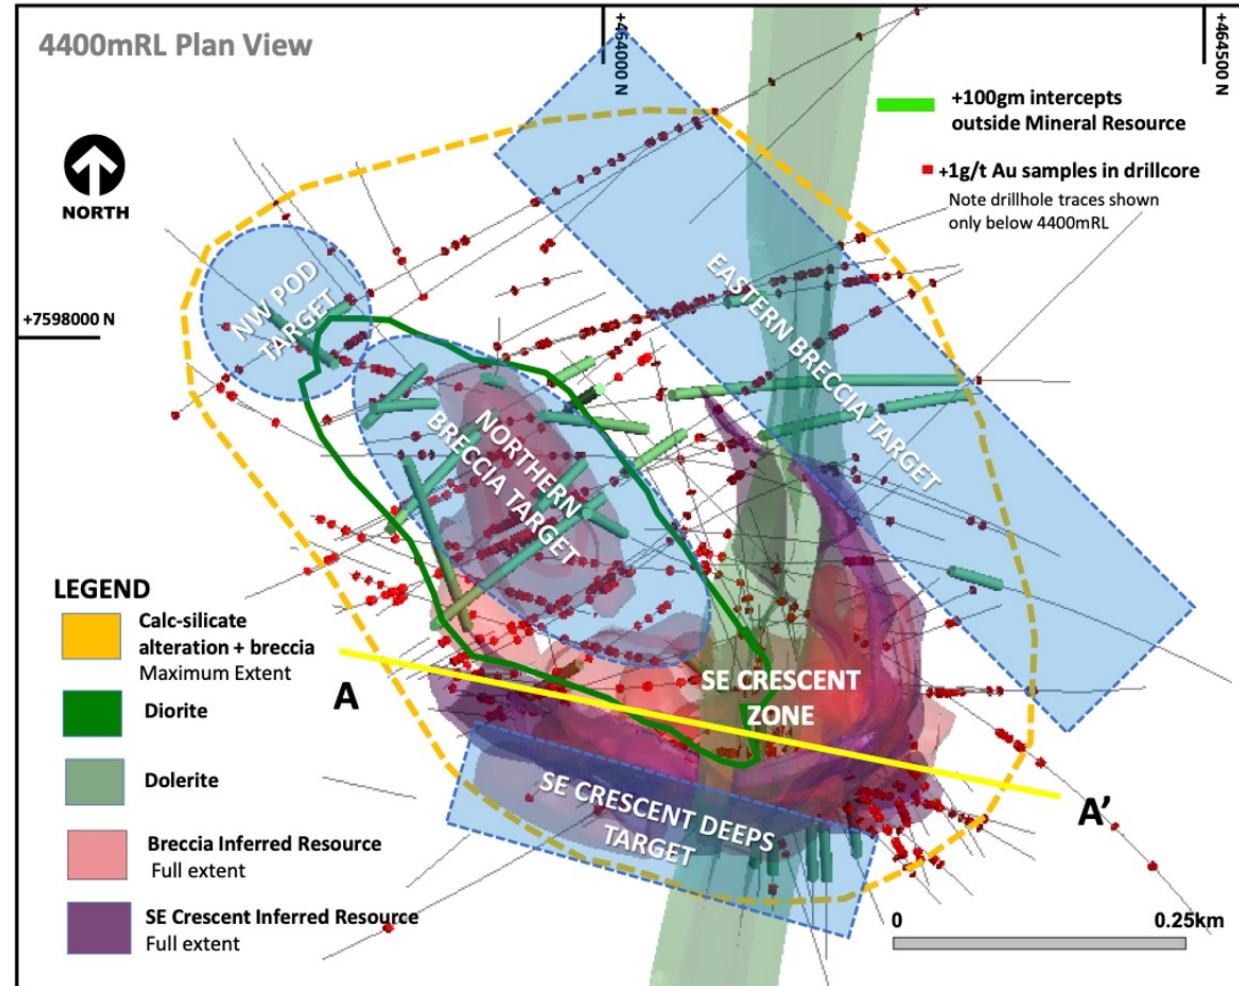 4400mRL Plan View
+464000 N
+464500 N
+100gm intercepts
outside Mineral Resource
+1g/t Au samples in drillcore
Note drillhole traces shown
only below 4400mRL
NORTH
+7598000 N
NW POD
TARGET
EASTERN BRECCIA TARGET
NORTHERN
BRECCIA TARGET
SE CRESCENT
ZONE
A
A’
SE CRESCENT DEEPS
TARGET
LEGEND
Calc-silicate
alteration + breccia
Maximum Extent
Diorite
Dolerite
Breccia Inferred Resource
Full extent
SE Crescent Inferred Resource
Full extent
0 0.25km